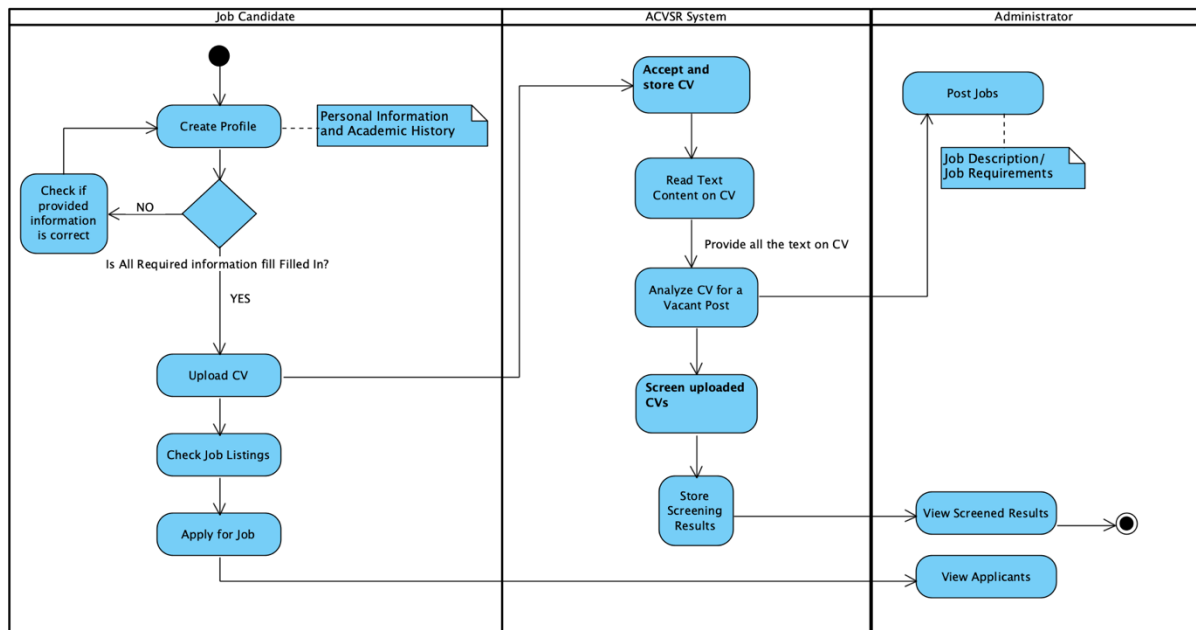 Job Candidate
ACVSR System
Administrator
Create Profile
Personal Information
and Academic History
Check if
provided
information
is correct
NO
Is All Required information fill Filled In?
YES
Upload CV
Check Job Listings
Apply for Job
Accept and
store CV
Read Text
Content on CV
Provide all the text on CV
Analyze CV for a
Vacant Post
Screen uploaded
CVs
Store
Screening
Results
Post Jobs
Job Description/
Job Requirements
View Screened Results
View Applicants